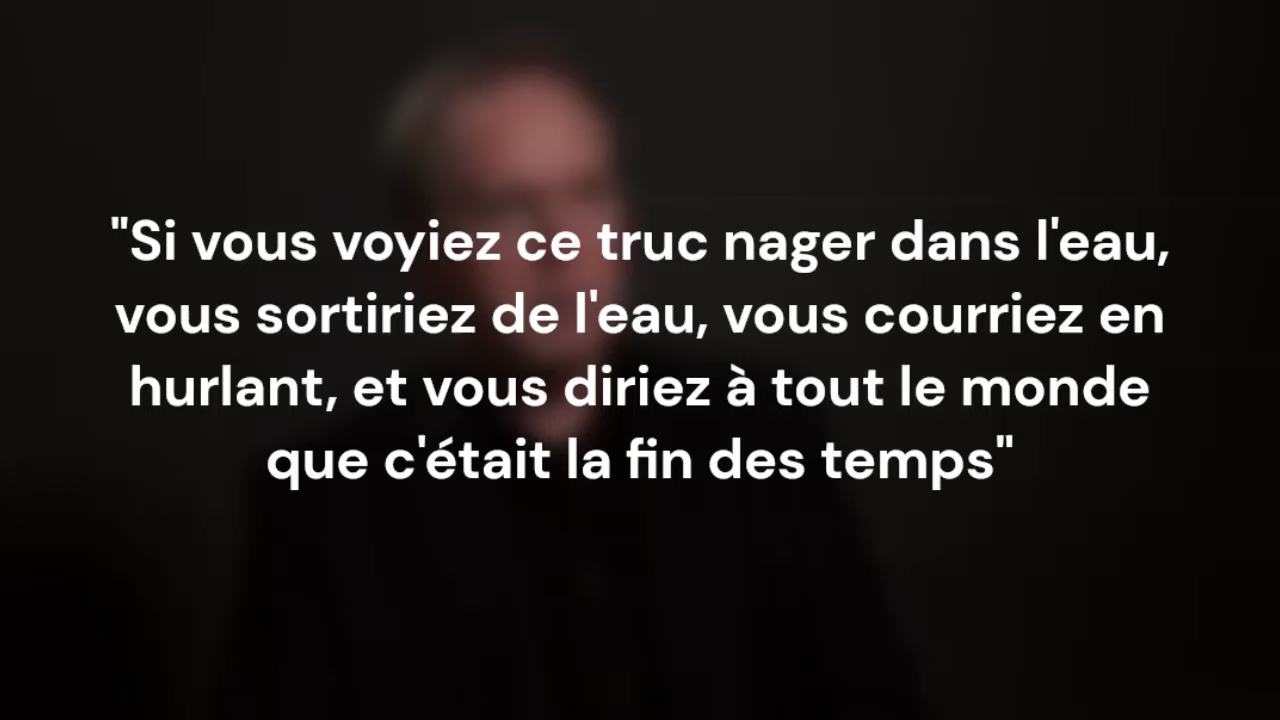 "Si vous voyiez ce truc nager dans l'eau,
vous sortiriez de l'eau, vous courriez en
hurlant, et vous diriez à tout le monde
que c'était la fin des temps"